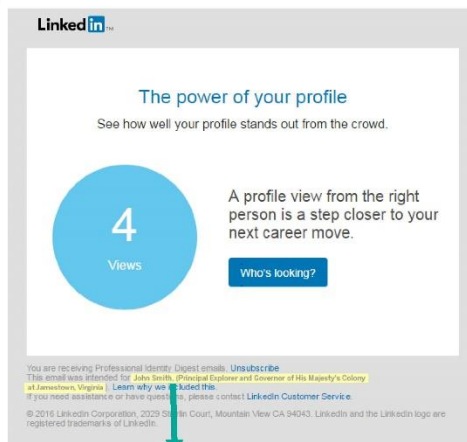 LinkedIn™
The power of your profile
See how well your profile stands out from the crowd.
4
Views
A profile view from the right
person is a step closer to your
next career move.
Who's looking?
You are receiving Professional Identity Digest emails. Unsubscribe
This email was intended for John Smith, (Principal Explorer and Governor of His Majesty's Colony
at Jamestown, Virginia). Learn why we included this.
If you need assistance or have questions, please contact LinkedIn Customer Service.
© 2016 LinkedIn Corporation, 2029 Court, Mountain View CA 94043. LinkedIn and the LinkedIn logo are
registered trademarks of LinkedIn.